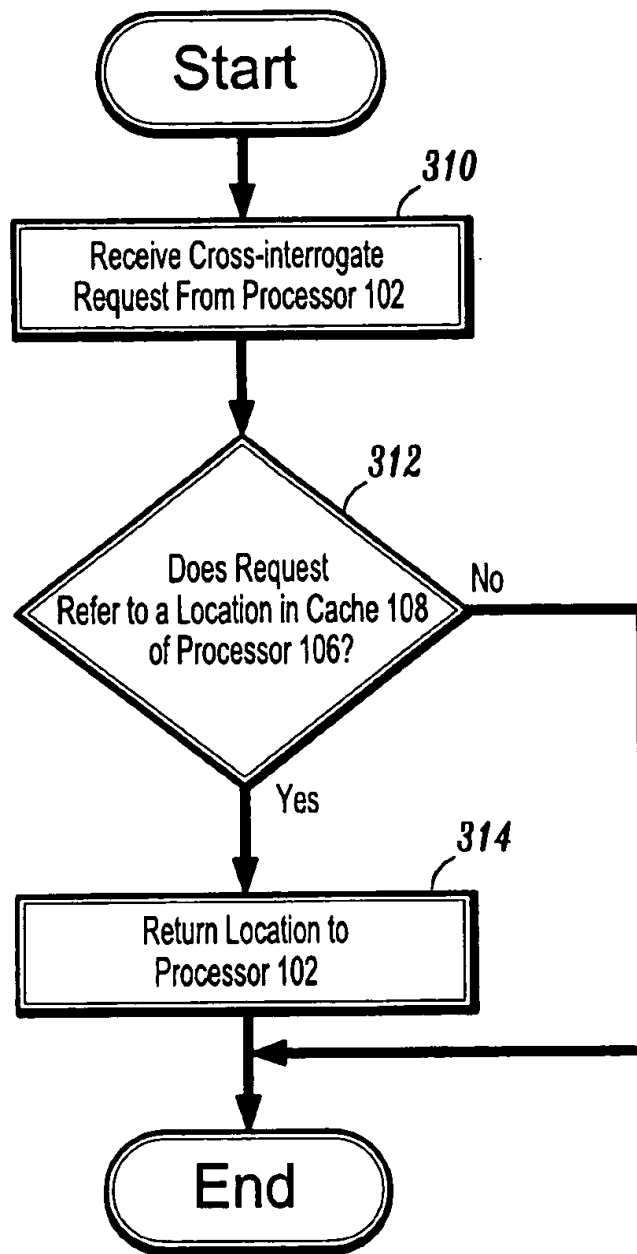 Start
310
Receive Cross-interrogate
Request From Processor 102
312
Does Request
Refer to a Location in Cache 108
of Processor 106?
No
Yes
314
Return Location to
Processor 102
End